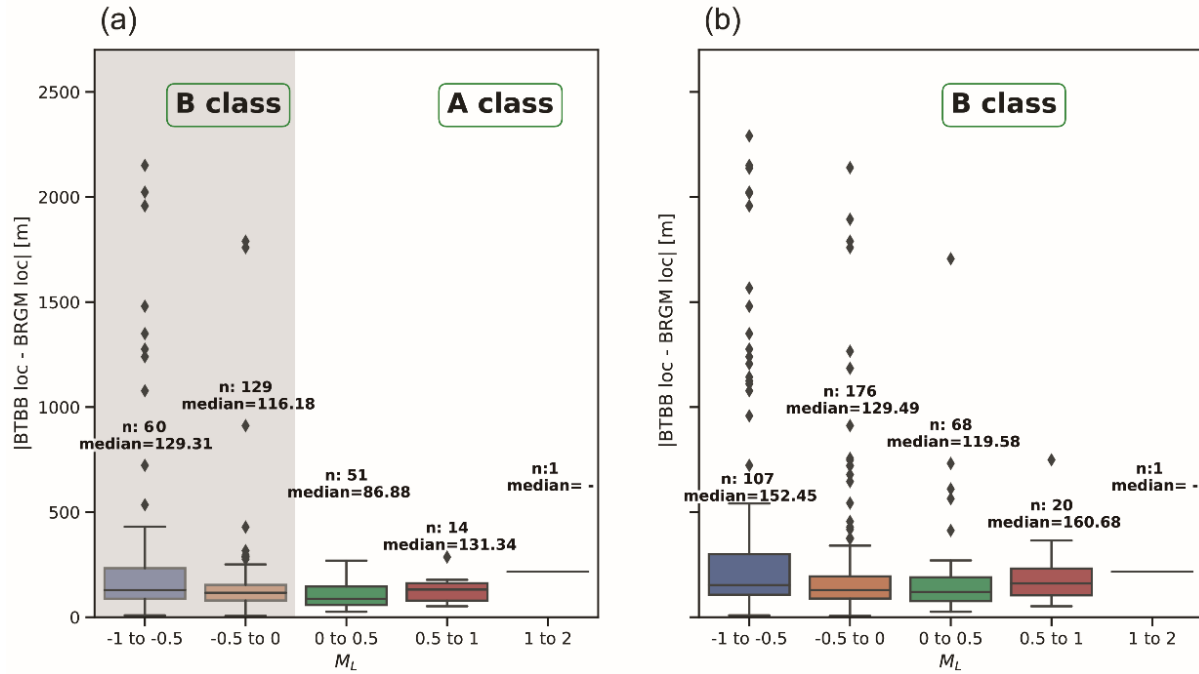 (a)
B class
A class
|BTBB loc - BRGM loc| [m]
2500
2000
1500
1000
500
0
n: 60
median=129.31
n: 129
median=116.18
n: 51
median=86.88
n: 14
median=131.34
n:1
median= -
-1 to -0.5
-0.5 to 0
0 to 0.5
0.5 to 1
1 to 2
M_L
(b)
B class
|BTBB loc - BRGM loc| [m]
n: 107
median=152.45
n: 176
median=129.49
n: 68
median=119.58
n: 20
median=160.68
n:1
median= -
-1 to -0.5
-0.5 to 0
0 to 0.5
0.5 to 1
1 to 2
M_L